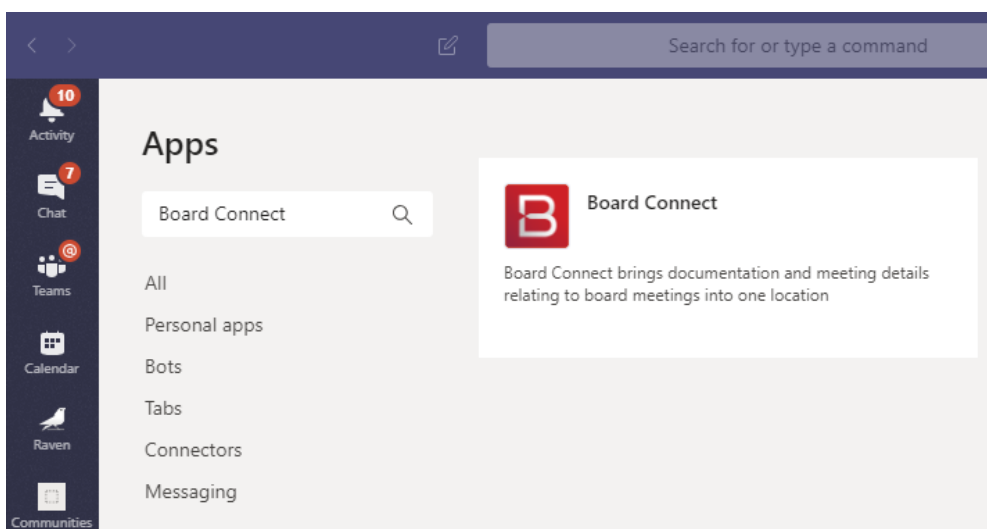 Search for or type a command
10
Activity
7
Chat
@
Teams
Calendar
Raven
Communities
Apps
Board Connect
All
Personal apps
Bots
Tabs
Connectors
Messaging
B
Board Connect
Board Connect brings documentation and meeting details
relating to board meetings into one location